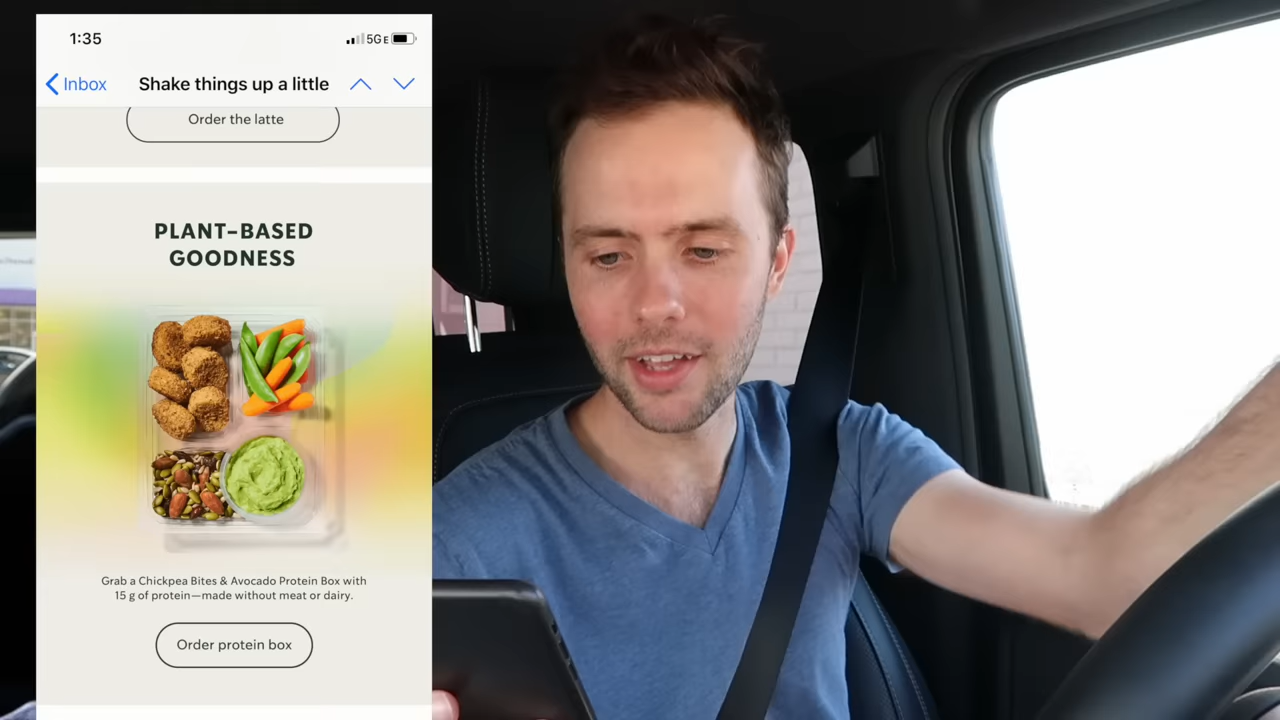 1:35
5GE
Inbox
Shake things up a little
Order the latte
PLANT-BASED
GOODNESS
Grab a Chickpea Bites & Avocado Protein Box with
15 g of protein—made without meat or dairy.
Order protein box